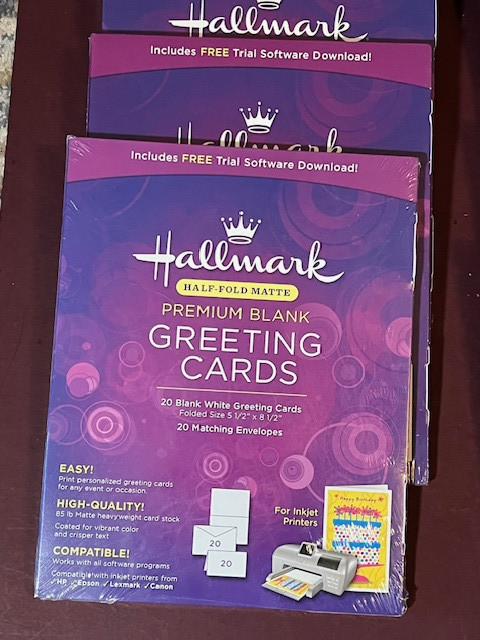 Hallmark
Includes FREE Trial Software Download!
Hallmark
Includes FREE Trial Software Download!
Hallmark
HALF-FOLD MATTE
PREMIUM BLANK
GREETING
CARDS
20 Blank White Greeting Cards
Folded Size 5 1/2" x 8 1/2"
20 Matching Envelopes
EASY!
Print personalized greeting cards
for any event or occasion.
HIGH-QUALITY!
85 lb Matte heavyweight card stock
Coated for vibrant color
and crisper text
COMPATIBLE!
Works with all software programs
Compatible with inkjet printers from
✓HP ✓Epson ✓Lexmark ✓Canon
20
20
For Inkjet
Printers
Happy Birthday